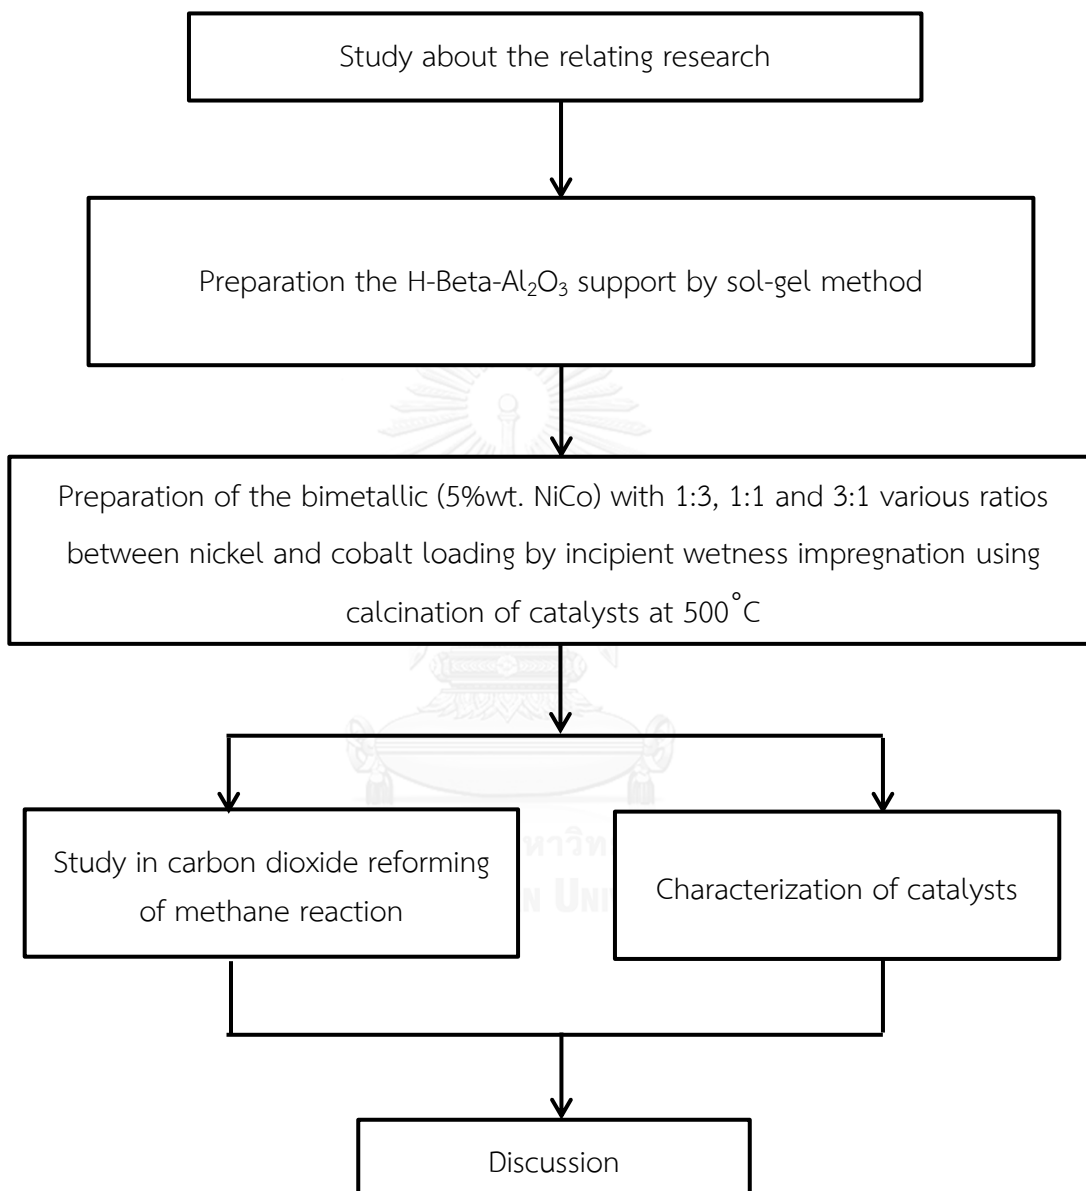 Study about the relating research
Preparation the H-Beta-Al₂O₃ support by sol-gel method
Preparation of the bimetallic (5%wt. NiCo) with 1:3, 1:1 and 3:1 various ratios
between nickel and cobalt loading by incipient wetness impregnation using
calcination of catalysts at 500˚C
Study in carbon dioxide reforming
of methane reaction
Characterization of catalysts
Discussion